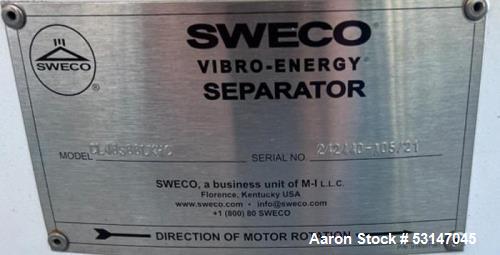 SWECO
®
SWECO
VIBRO-ENERGY®
SEPARATOR
MODEL
SERIAL NO.
SWECO, a business unit of M-I L.L.C.
Florence, Kentucky USA
www.sweco.com • info@sweco.com
+1 (800) 80 SWECO
DIRECTION OF MOTOR ROTATION
Aaron Stock # 53147045